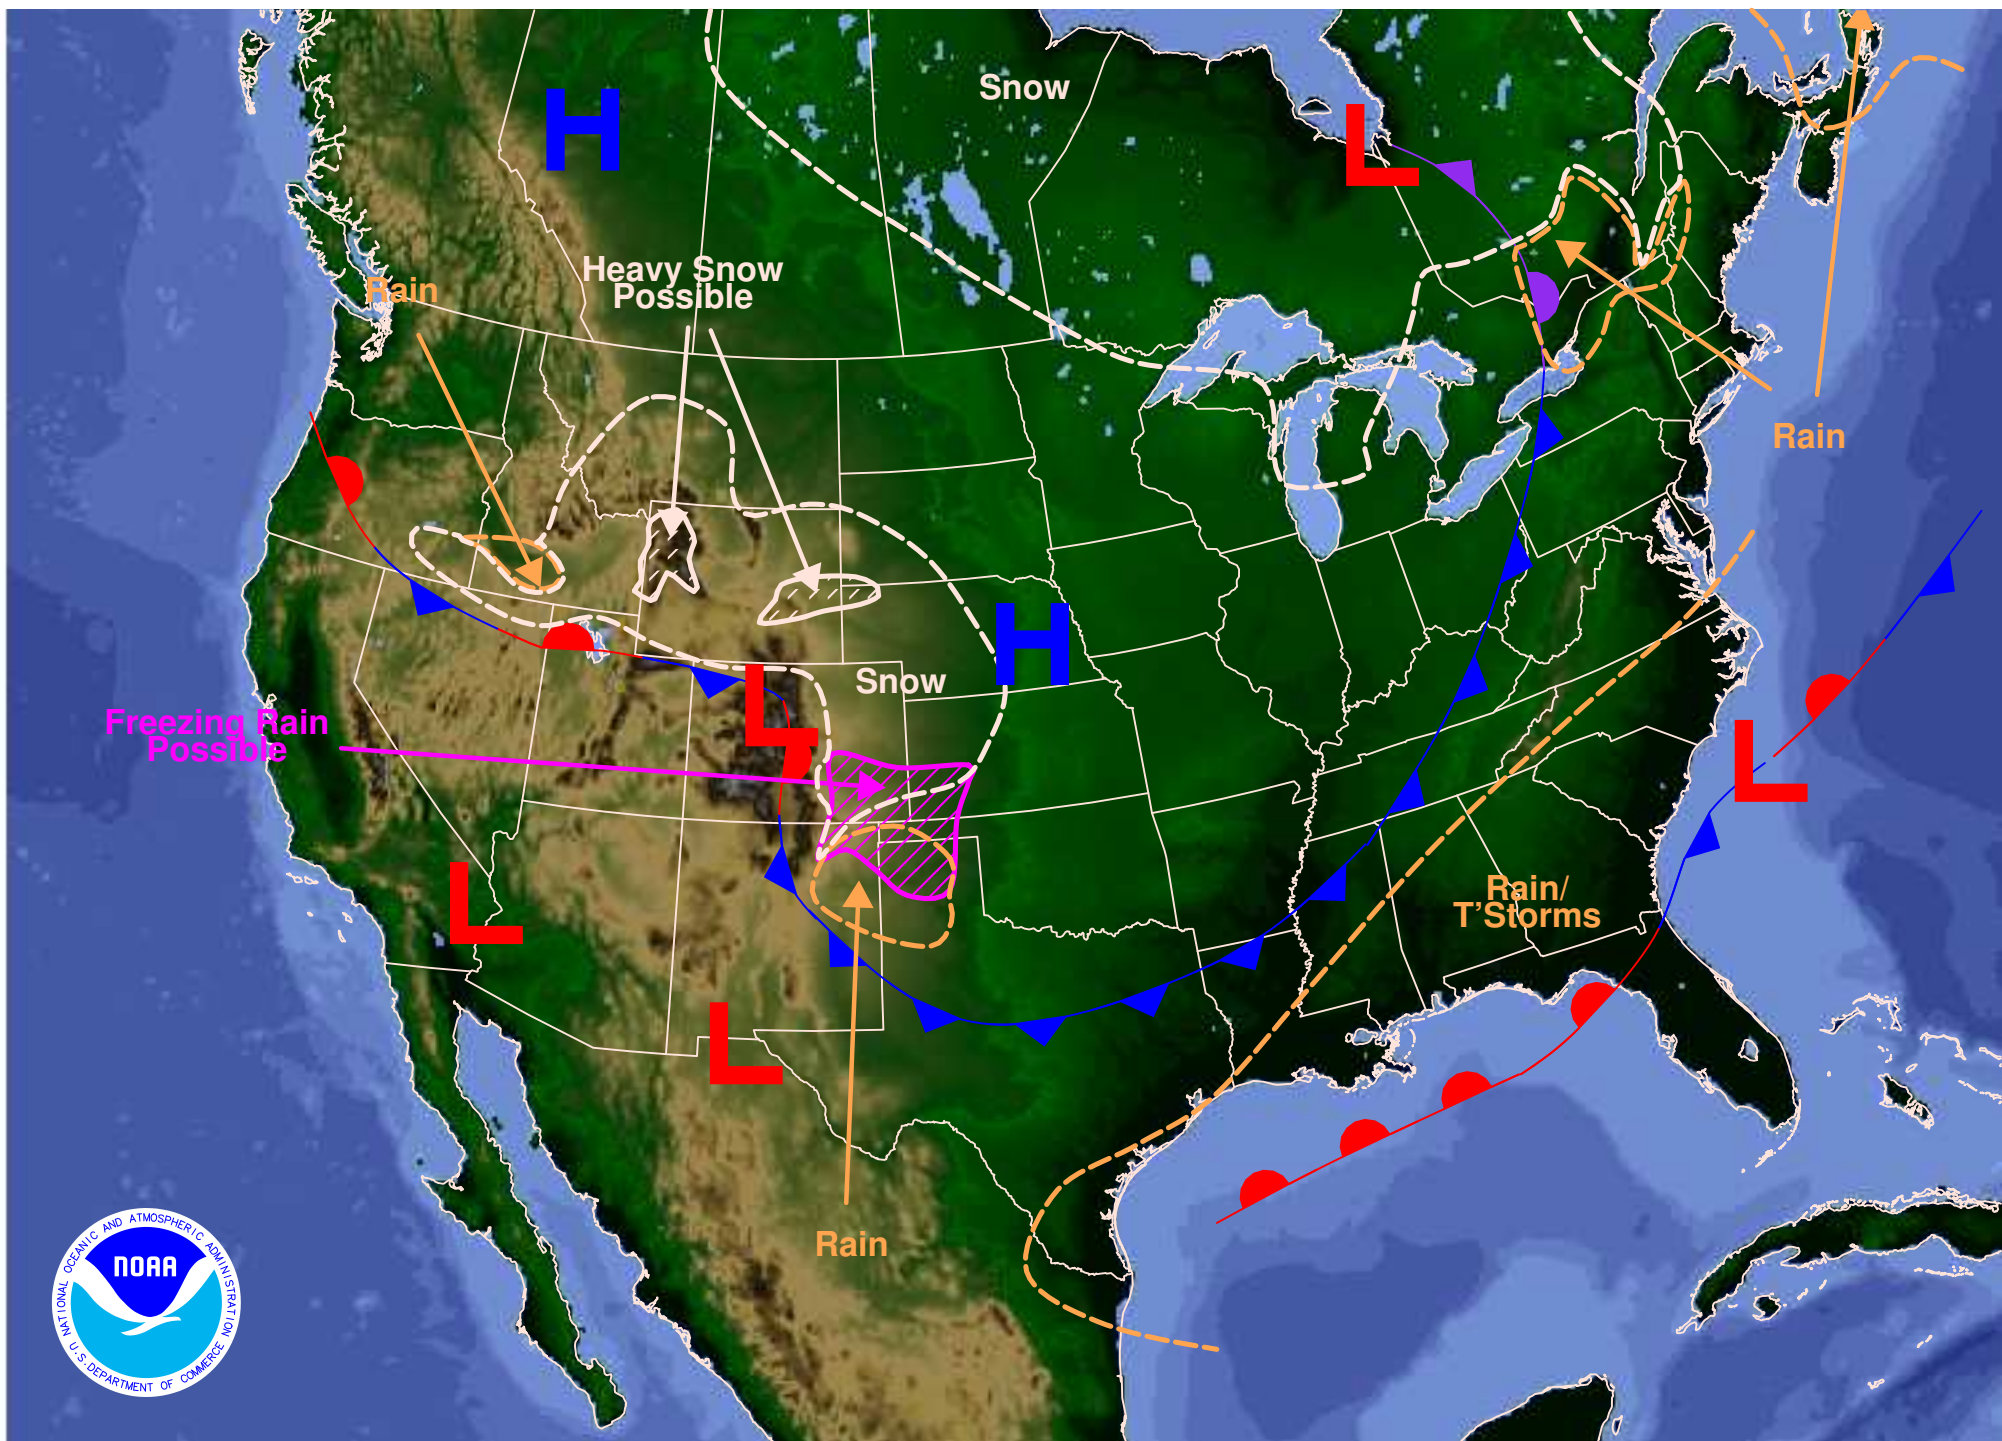 Snow
H
L
Heavy Snow
Possible
Rain
Rain
H
L
Snow
Freezing Rain
Possible
L
L
Rain/
T'Storms
L
Rain
NATIONAL OCEANIC AND ATMOSPHERIC ADMINISTRATION
NOAA
U.S. DEPARTMENT OF COMMERCE